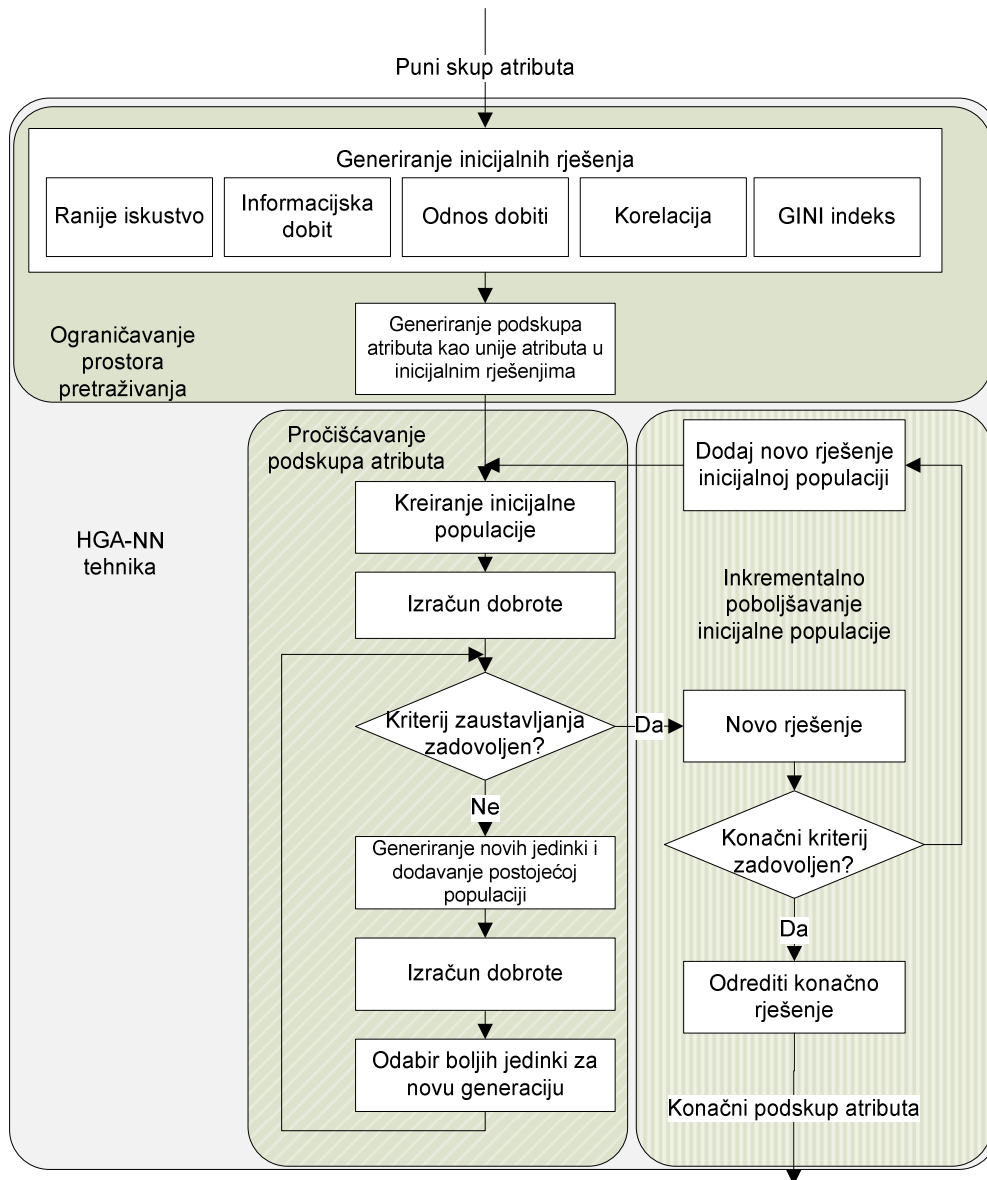 Puni skup atributa
Generiranje inicijalnih rješenja
Ranije iskustvo
Informacijska
dobit
Odnos dobiti
Korelacija
GINI indeks
Ograničavanje
prostora
pretraživanja
Generiranje podskupa
atributa kao unije atributa u
inicijalnim rješenjima
Pročišćavanje
podskupa atributa
Dodaj novo rješenje
inicijalnoj populaciji
Kreiranje inicijalne
populacije
HGA-NN
tehnika
Izračun dobrote
Inkrementalno
poboljšavanje
inicijalne populacije
Kriterij zaustavljanja
zadovoljen?
Da
Novo rješenje
Ne
Konačni kriterij
zadovoljen?
Generiranje novih jedinki i
dodavanje postojećoj
populaciji
Da
Izračun dobrote
Odrediti konačno
rješenje
Odabir boljih jedinki za
novu generaciju
Konačni podskup atributa